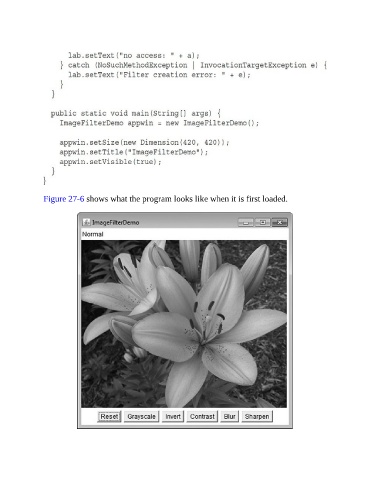 lab.setText("no access: " + a);
} catch (NoSuchMethodException | InvocationTargetException e) {
lab.setText("Filter creation error: " + e);
}
}
public static void main(String[] args) {
ImageFilterDemo appwin = new ImageFilterDemo();
appwin.setSize(new Dimension(420, 420));
appwin.setTitle("ImageFilterDemo");
appwin.setVisible(true);
}
}
Figure 27-6 shows what the program looks like when it is first loaded.
ImageFilterDemo
Normal
Reset Grayscale Invert Contrast Blur Sharpen